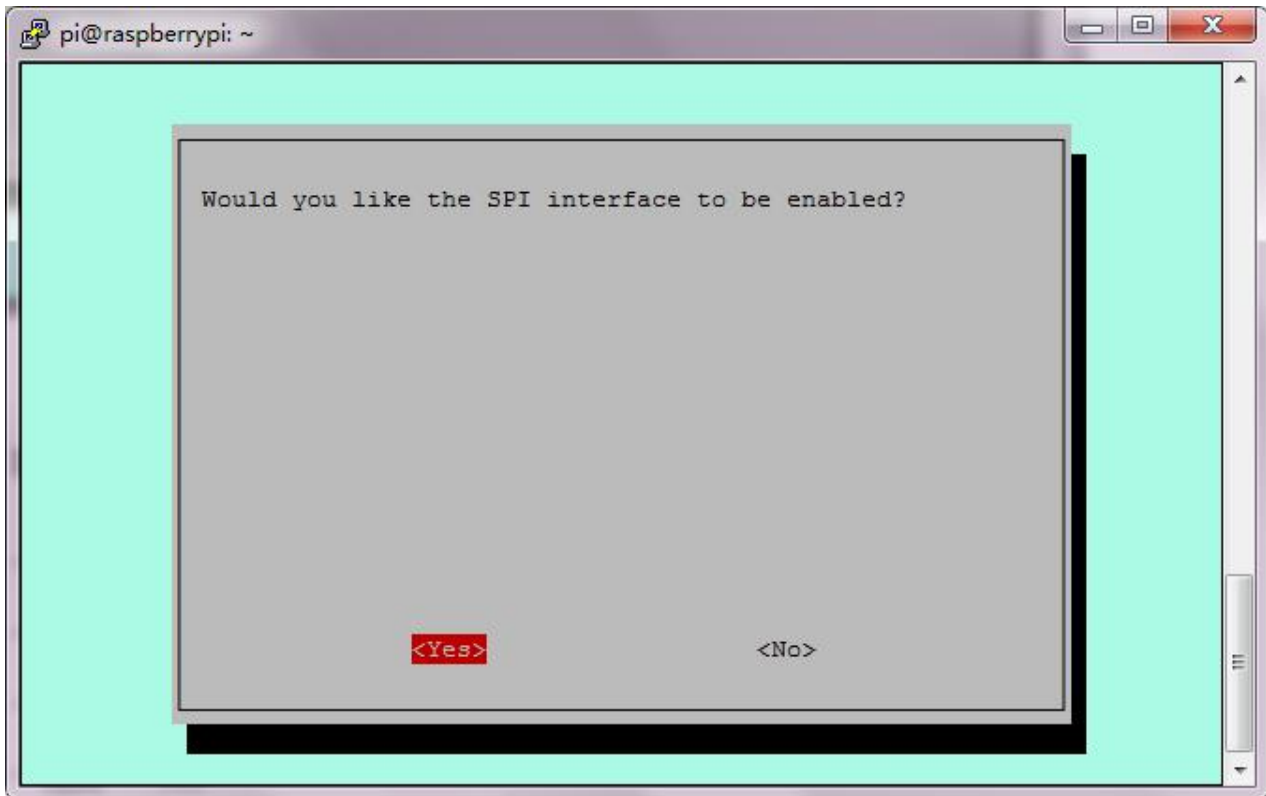 pi@raspberrypi: ~
Would you like the SPI interface to be enabled?
<Yes> <No>